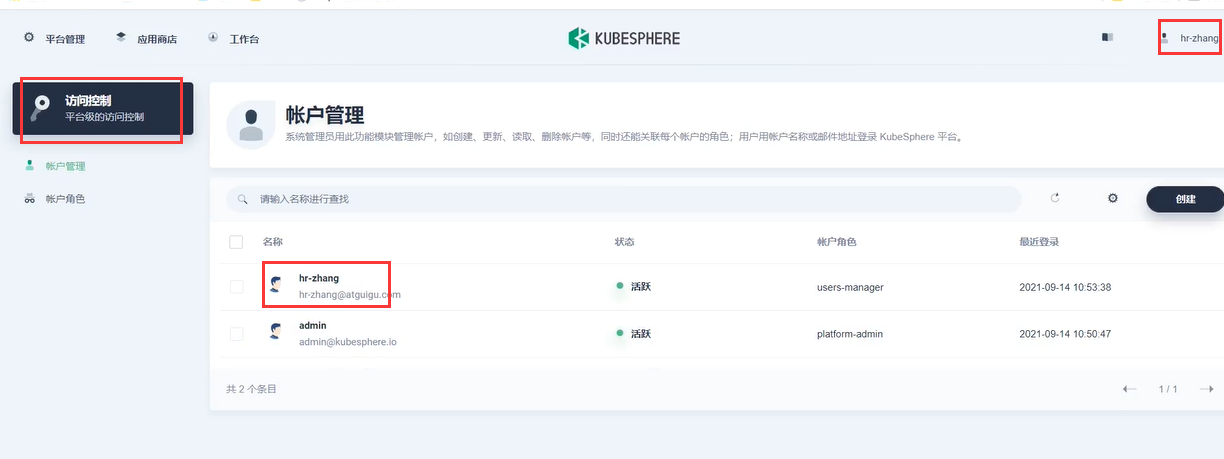 平台管理 应用商店 工作台 KUBESPHERE hr-zhang
访问控制
平台级的访问控制
帐户管理
帐户角色
帐户管理
系统管理员用此功能模块管理帐户，如创建、更新、读取、删除帐户等，同时还能关联每个帐户的角色；用户用帐户名称或邮件地址登录 KubeSphere 平台。
请输入名称进行查找 创建
名称 状态 帐户角色 最近登录
hr-zhang
hr-zhang@atguigu.com 活跃 users-manager 2021-09-14 10:53:38
admin
admin@kubesphere.io 活跃 platform-admin 2021-09-14 10:50:47
共 2 个条目 1 / 1